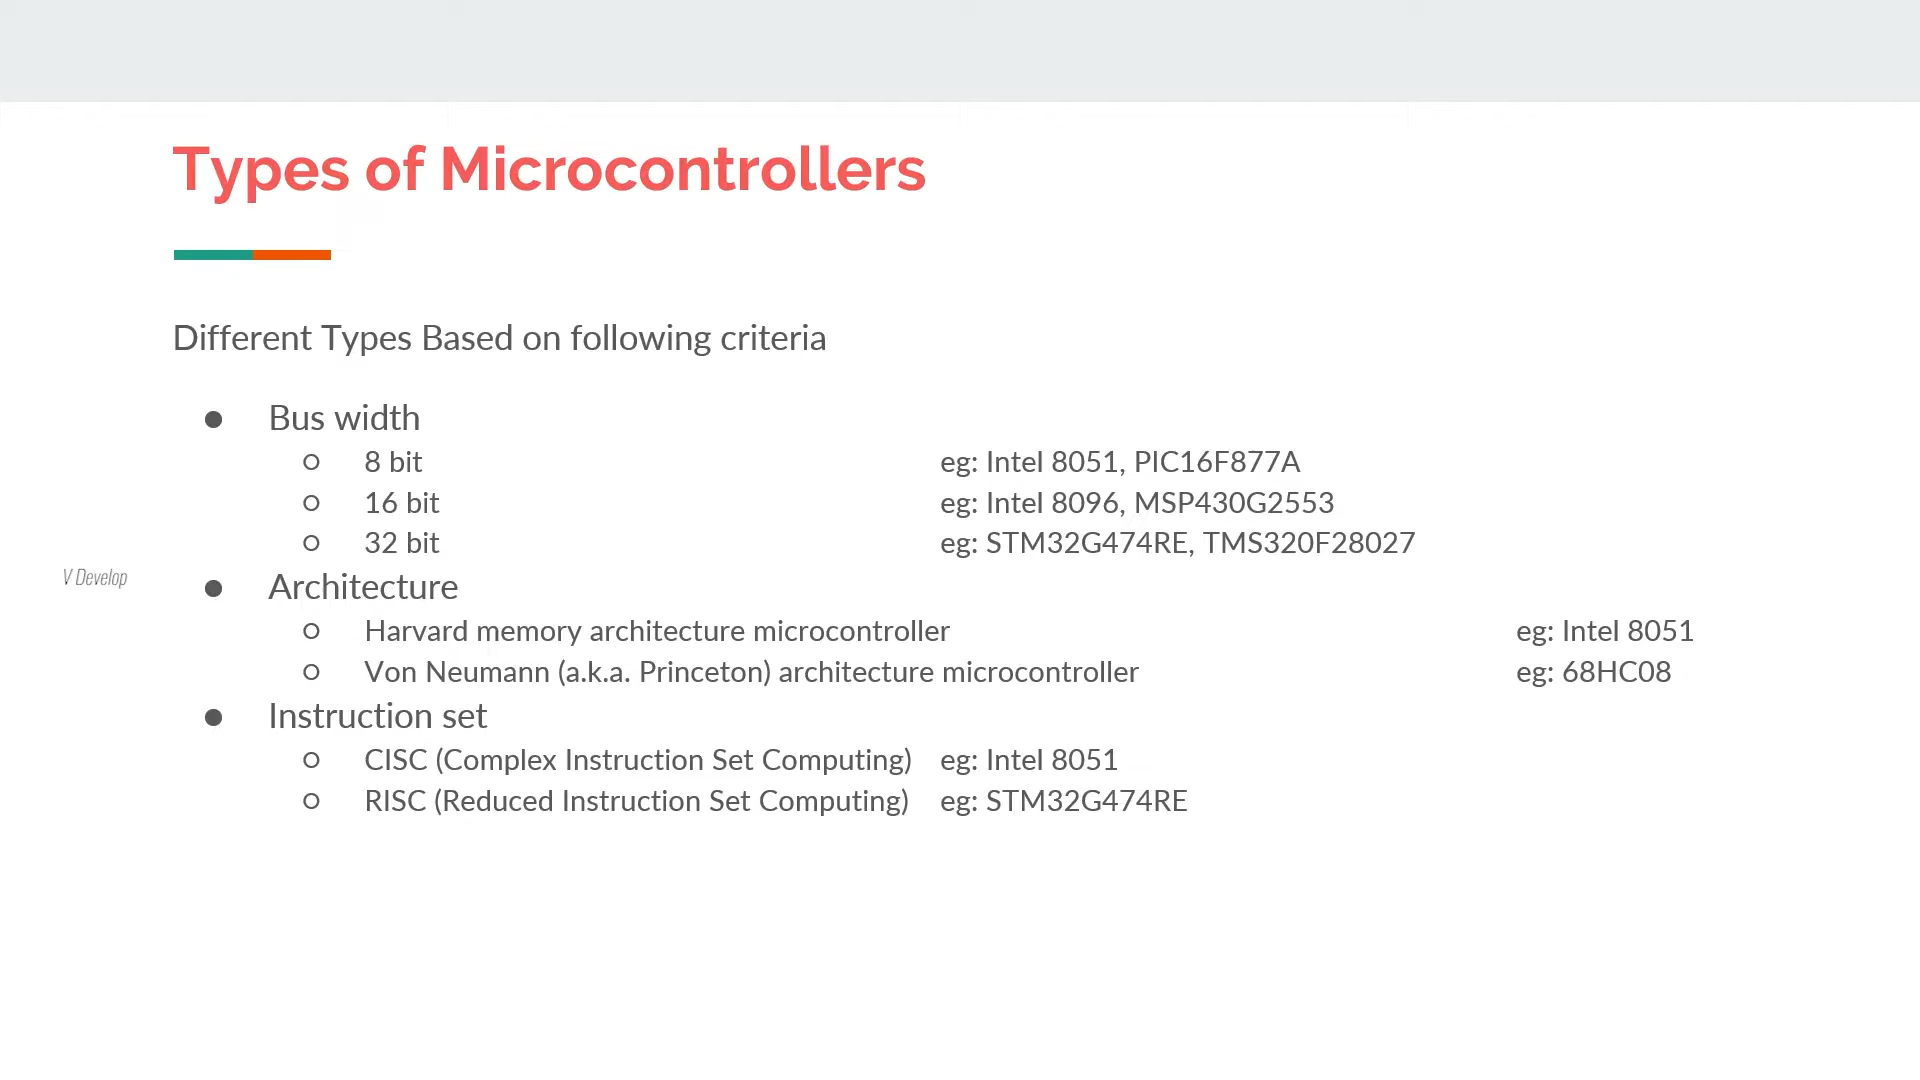 Types of Microcontrollers
Different Types Based on following criteria
● Bus width
○ 8 bit eg: Intel 8051, PIC16F877A
○ 16 bit eg: Intel 8096, MSP430G2553
○ 32 bit eg: STM32G474RE, TMS320F28027
V Develop
● Architecture
○ Harvard memory architecture microcontroller eg: Intel 8051
○ Von Neumann (a.k.a. Princeton) architecture microcontroller eg: 68HC08
● Instruction set
○ CISC (Complex Instruction Set Computing) eg: Intel 8051
○ RISC (Reduced Instruction Set Computing) eg: STM32G474RE